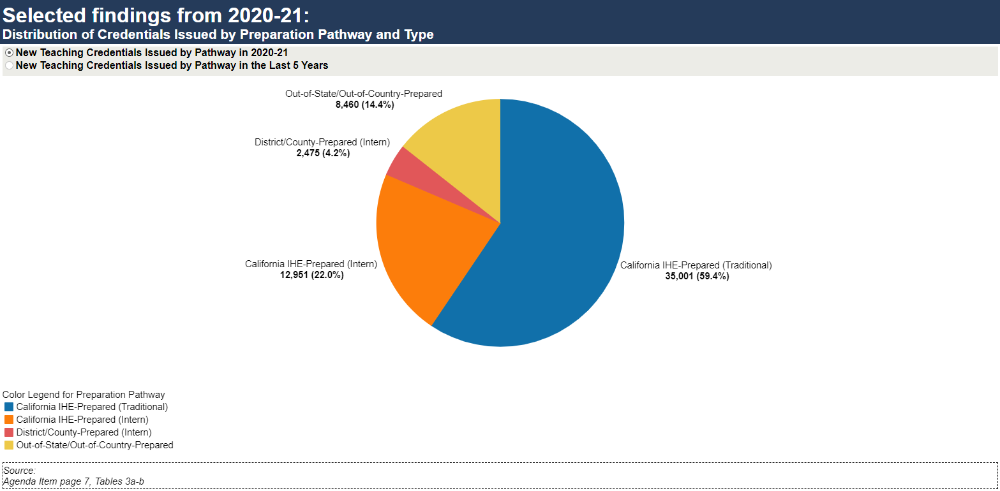 Selected findings from 2020-21:
Distribution of Credentials Issued by Preparation Pathway and Type
New Teaching Credentials Issued by Pathway in 2020-21
New Teaching Credentials Issued by Pathway in the Last 5 Years
Out-of-State/Out-of-Country-Prepared
8,460 (14.4%)
District/County-Prepared (Intern)
2,475 (4.2%)
California IHE-Prepared (Intern)
12,951 (22.0%)
California IHE-Prepared (Traditional)
35,001 (59.4%)
Color Legend for Preparation Pathway
California IHE-Prepared (Traditional)
California IHE-Prepared (Intern)
District/County-Prepared (Intern)
Out-of-State/Out-of-Country-Prepared
Source:
Agenda Item page 7, Tables 3a-b